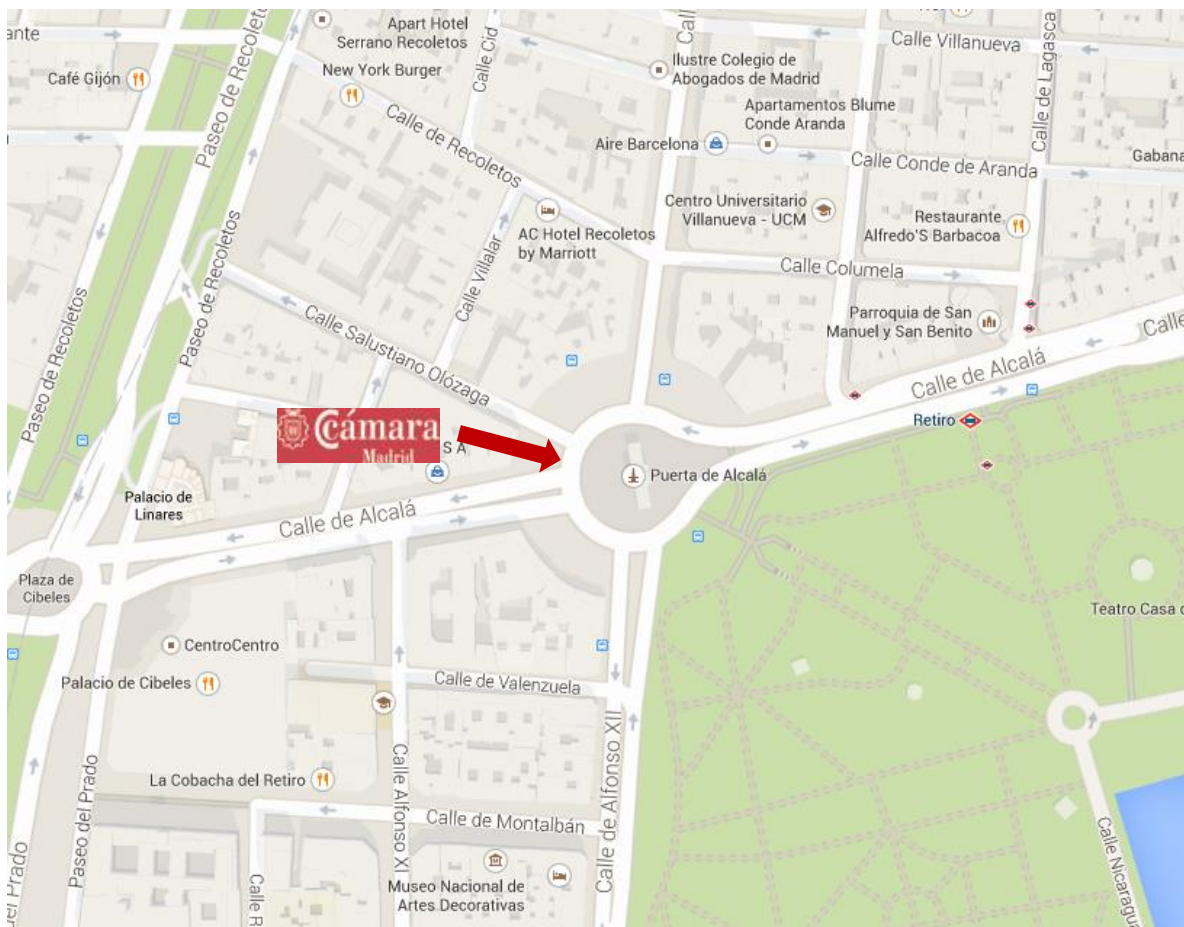 ante
Café Gijón
Paseo de Recoletos
Apart Hotel
Serrano Recoletos
New York Burger
Calle Cid
Calle de Recoletos
Ilustre Colegio de
Abogados de Madrid
Calle Villanueva
Calle de Lagasca
Apartamentos Blume
Conde Aranda
Aire Barcelona
Calle Conde de Aranda
Gabana
Centro Universitario
Villanueva - UCM
Restaurante
Alfredo'S Barbacoa
AC Hotel Recoletos
by Marriott
Calle Columela
Paseo de Recoletos
Paseo de Recoletos
Calle Villalar
Calle Salustiano Olózaga
Parroquia de San
Manuel y San Benito
Calle
Calle de Alcalá
Retiro
Cámara
Madrid
S A
Puerta de Alcalá
Palacio de
Linares
Calle de Alcalá
Plaza de
Cibeles
Teatro Casa
CentroCentro
Palacio de Cibeles
Calle de Valenzuela
La Cobacha del Retiro
Calle Alfonso XI
Calle de Alfonso XII
Paseo del Prado
del Prado
Calle de Montalbán
Museo Nacional de
Artes Decorativas
Calle R
Calle Nicaragua